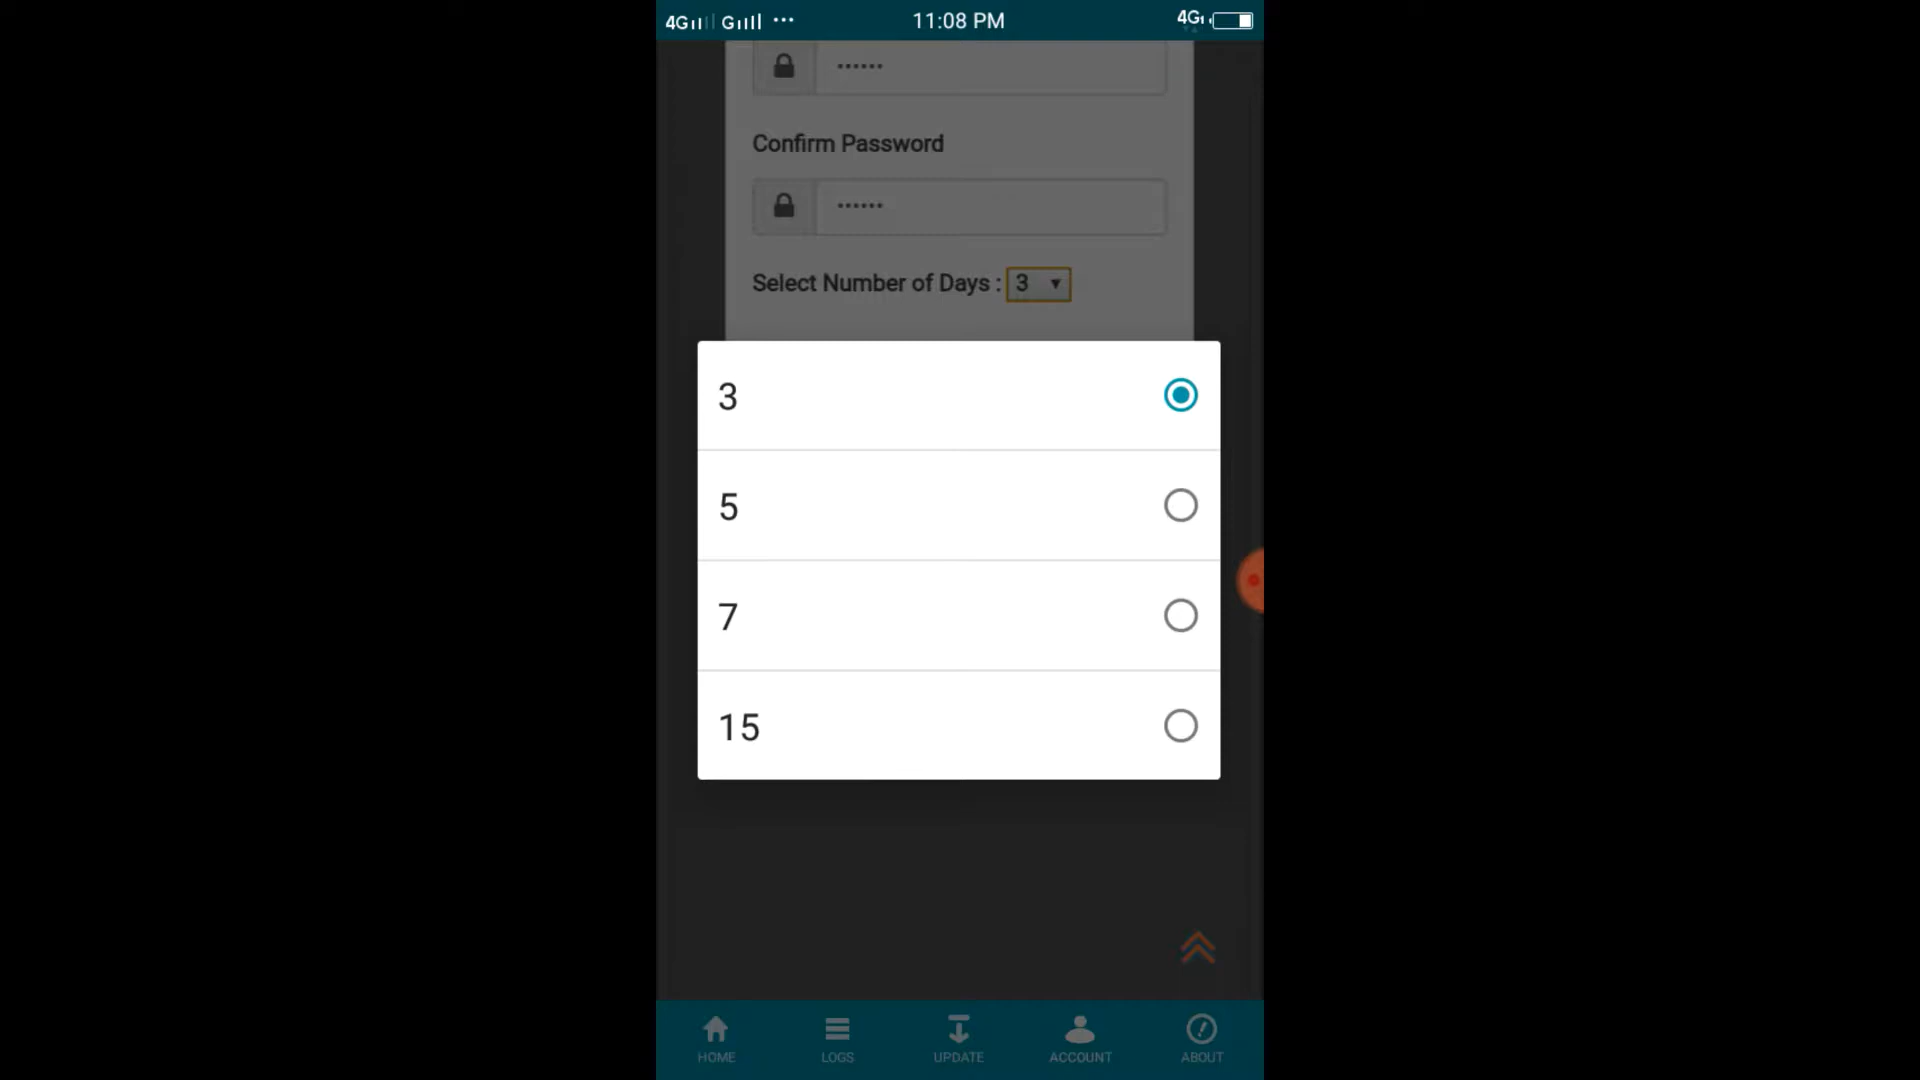 4G G ... 11:08 PM 4G
••••••
Confirm Password
••••••
Select Number of Days : 3 ▼
3
5
7
15
HOME LOGS UPDATE ACCOUNT ABOUT